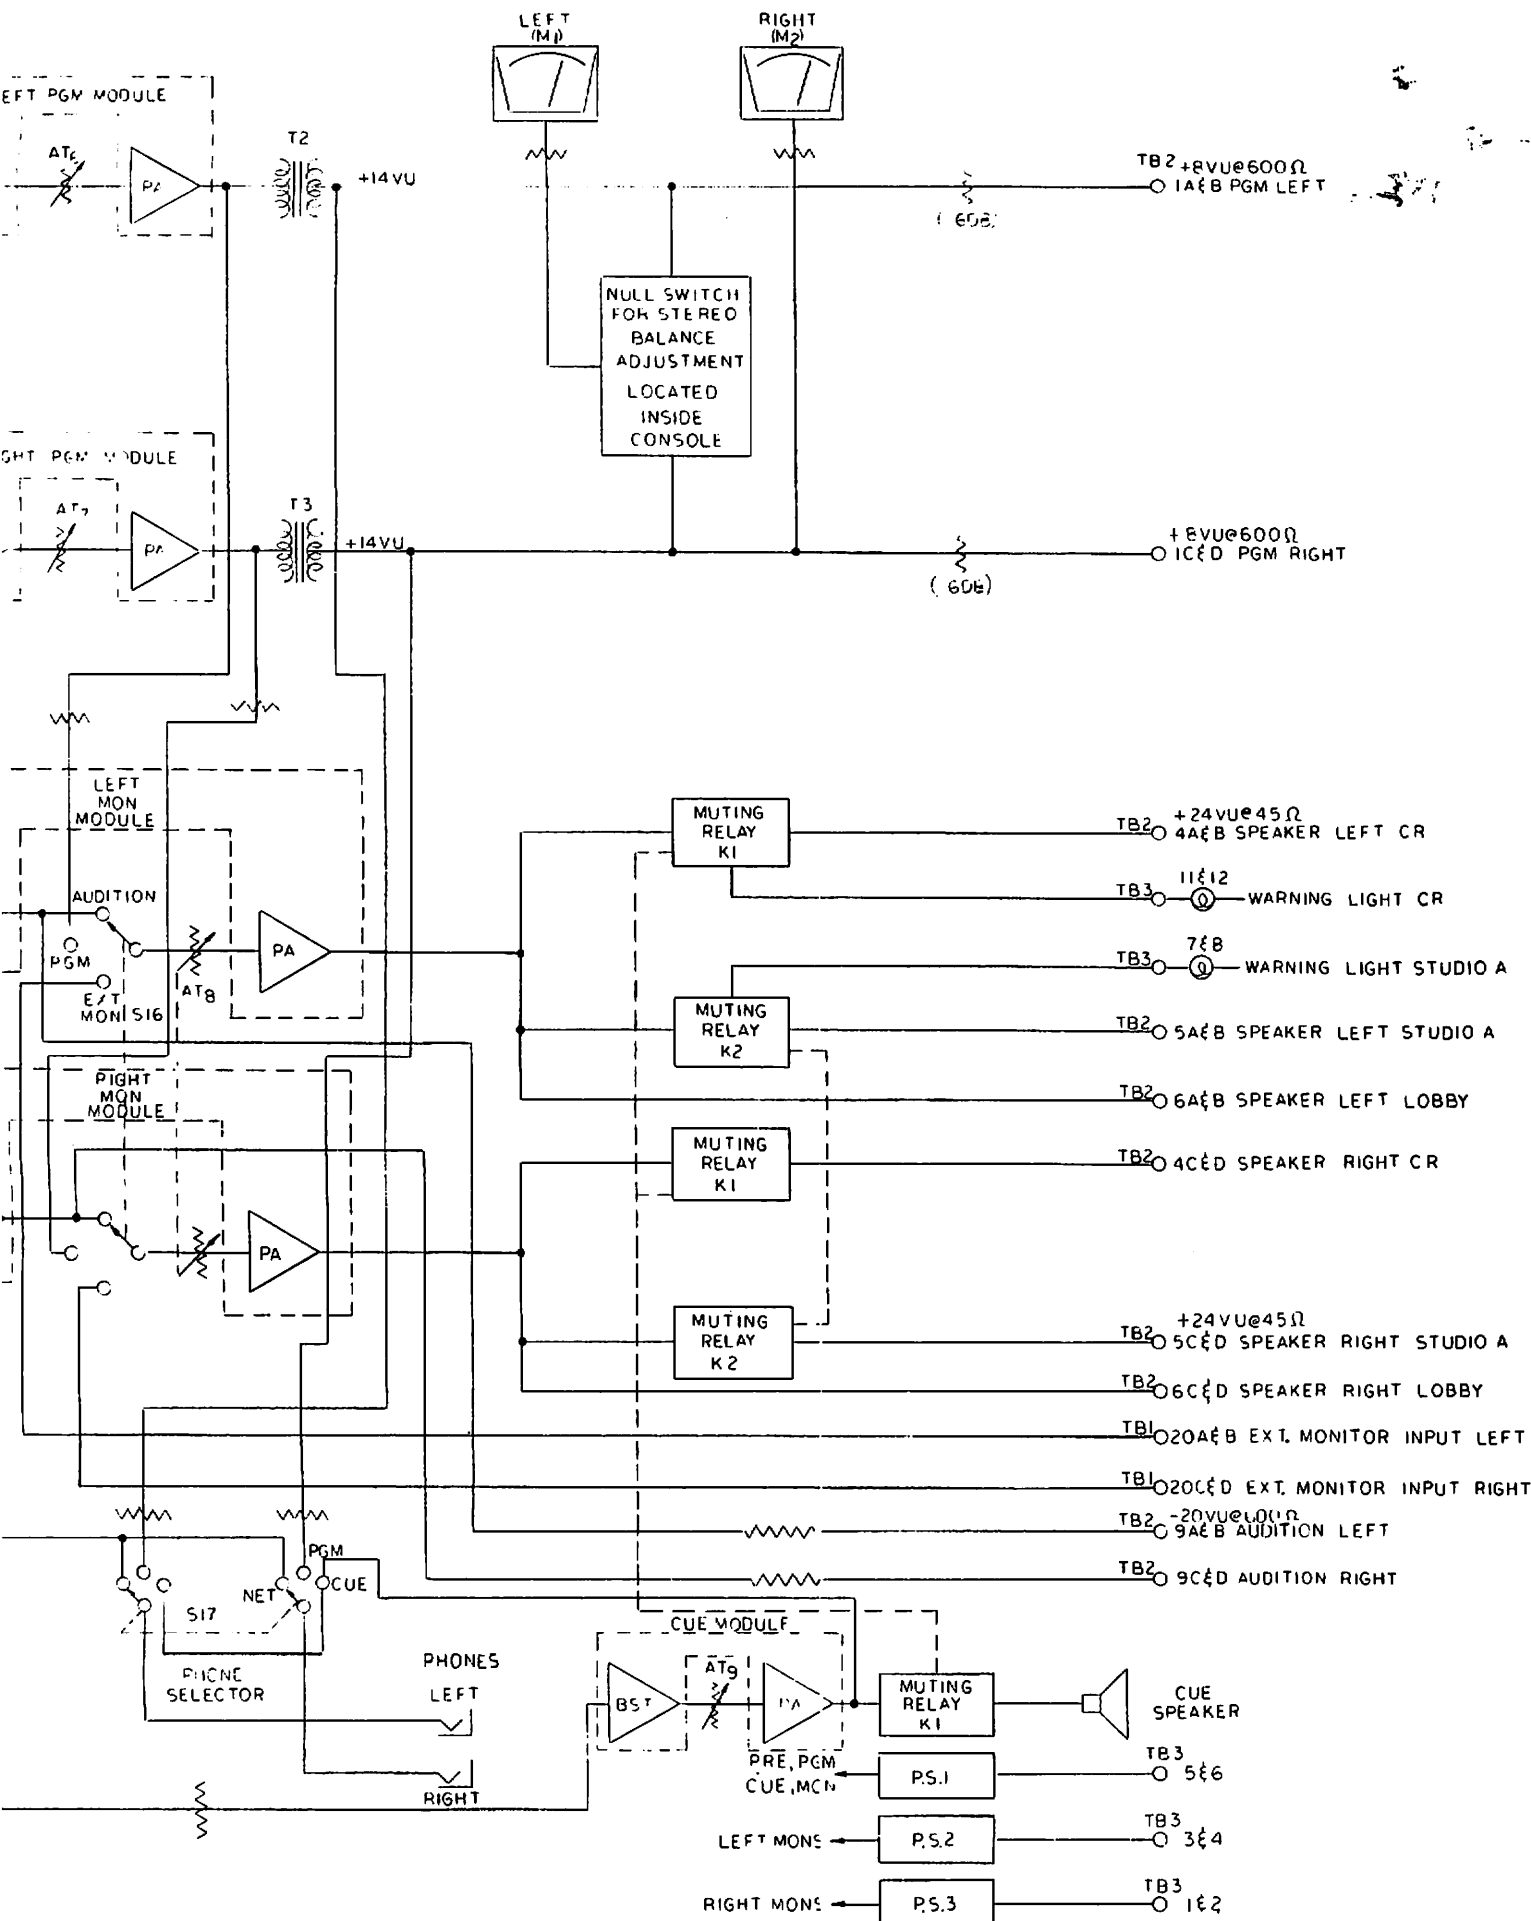 LEFT
(M1)
RIGHT
(M2)
EFT PGM MODULE
T2
PA
+14VU
TB2 +8VU@600Ω
1A&B PGM LEFT
(6DB)
NULL SWITCH
FOR STEREO
BALANCE
ADJUSTMENT
LOCATED
INSIDE
CONSOLE
GHT PGM MODULE
AT7
T3
PA
+14VU
+8VU@600Ω
1C&D PGM RIGHT
(6DB)
LEFT
MON
MODULE
AUDITION
PGM
EXT
MON S16
AT8
PA
MUTING
RELAY
K1
+24VU@45Ω
TB2 4A&B SPEAKER LEFT CR
11&12
TB3 WARNING LIGHT CR
7&8
TB3 WARNING LIGHT STUDIO A
MUTING
RELAY
K2
TB2 5A&B SPEAKER LEFT STUDIO A
TB2 6A&B SPEAKER LEFT LOBBY
RIGHT
MON
MODULE
PA
MUTING
RELAY
K1
TB2 4C&D SPEAKER RIGHT CR
MUTING
RELAY
K2
+24VU@45Ω
TB2 5C&D SPEAKER RIGHT STUDIO A
TB2 6C&D SPEAKER RIGHT LOBBY
TB1 20A&B EXT. MONITOR INPUT LEFT
TB1 20C&D EXT. MONITOR INPUT RIGHT
-20VU@600Ω
TB2 9A&B AUDITION LEFT
TB2 9C&D AUDITION RIGHT
PGM
NET
CUE
S17
PHONE
SELECTOR
PHONES
LEFT
RIGHT
CUE MODULE
BST
AT9
PA
MUTING
RELAY
K1
CUE
SPEAKER
PRE, PGM
CUE, MON
P.S.1
TB3
5&6
LEFT MONS
P.S.2
TB3
3&4
RIGHT MONS
P.S.3
TB3
1&2